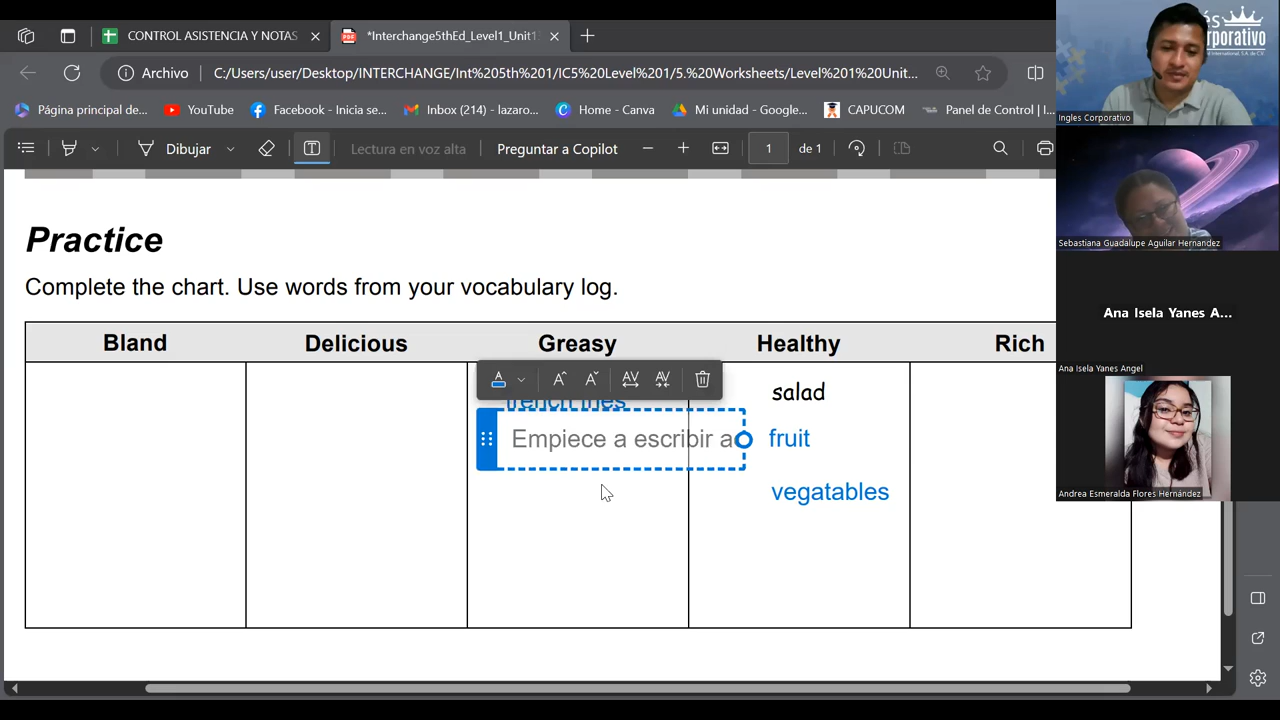 CONTROL ASISTENCIA Y NOTAS
*Interchange5thEd_Level1_Unit1
Archivo
C:/Users/user/Desktop/INTERCHANGE/Int%205th%201/IC5%20Level%201/5.%20Worksheets/Level%201%20Unit...
Página principal de...
YouTube
Facebook - Inicia se...
Inbox (214) - lazaro...
Home - Canva
Mi unidad - Google...
CAPUCOM
Panel de Control | I...
Dibujar
Lectura en voz alta
Preguntar a Copilot
1
de 1
Practice
Complete the chart. Use words from your vocabulary log.
Bland
Delicious
Greasy
Healthy
Rich
french fries
Empiece a escribir a
salad
fruit
vegatables
és
rporativo
Ingles Corporativo
Sebastiana Guadalupe Aguilar Hernandez
Ana Isela Yanes A...
Ana Isela Yanes Angel
Andrea Esmeralda Flores Hernández